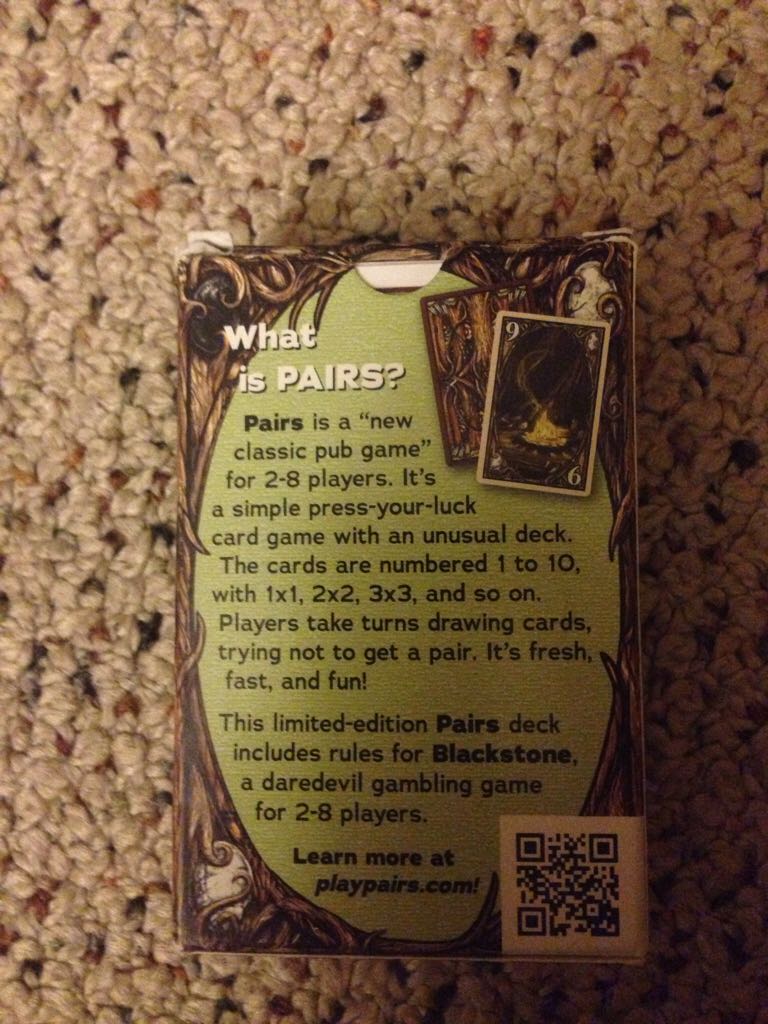 What
is PAIRS?
9
9
Pairs is a “new
classic pub game”
for 2-8 players. It’s
a simple press-your-luck
card game with an unusual deck.
The cards are numbered 1 to 10,
with 1x1, 2x2, 3x3, and so on.
Players take turns drawing cards,
trying not to get a pair. It’s fresh,
fast, and fun!
This limited-edition Pairs deck
includes rules for Blackstone,
a daredevil gambling game
for 2-8 players.
Learn more at
playpairs.com!